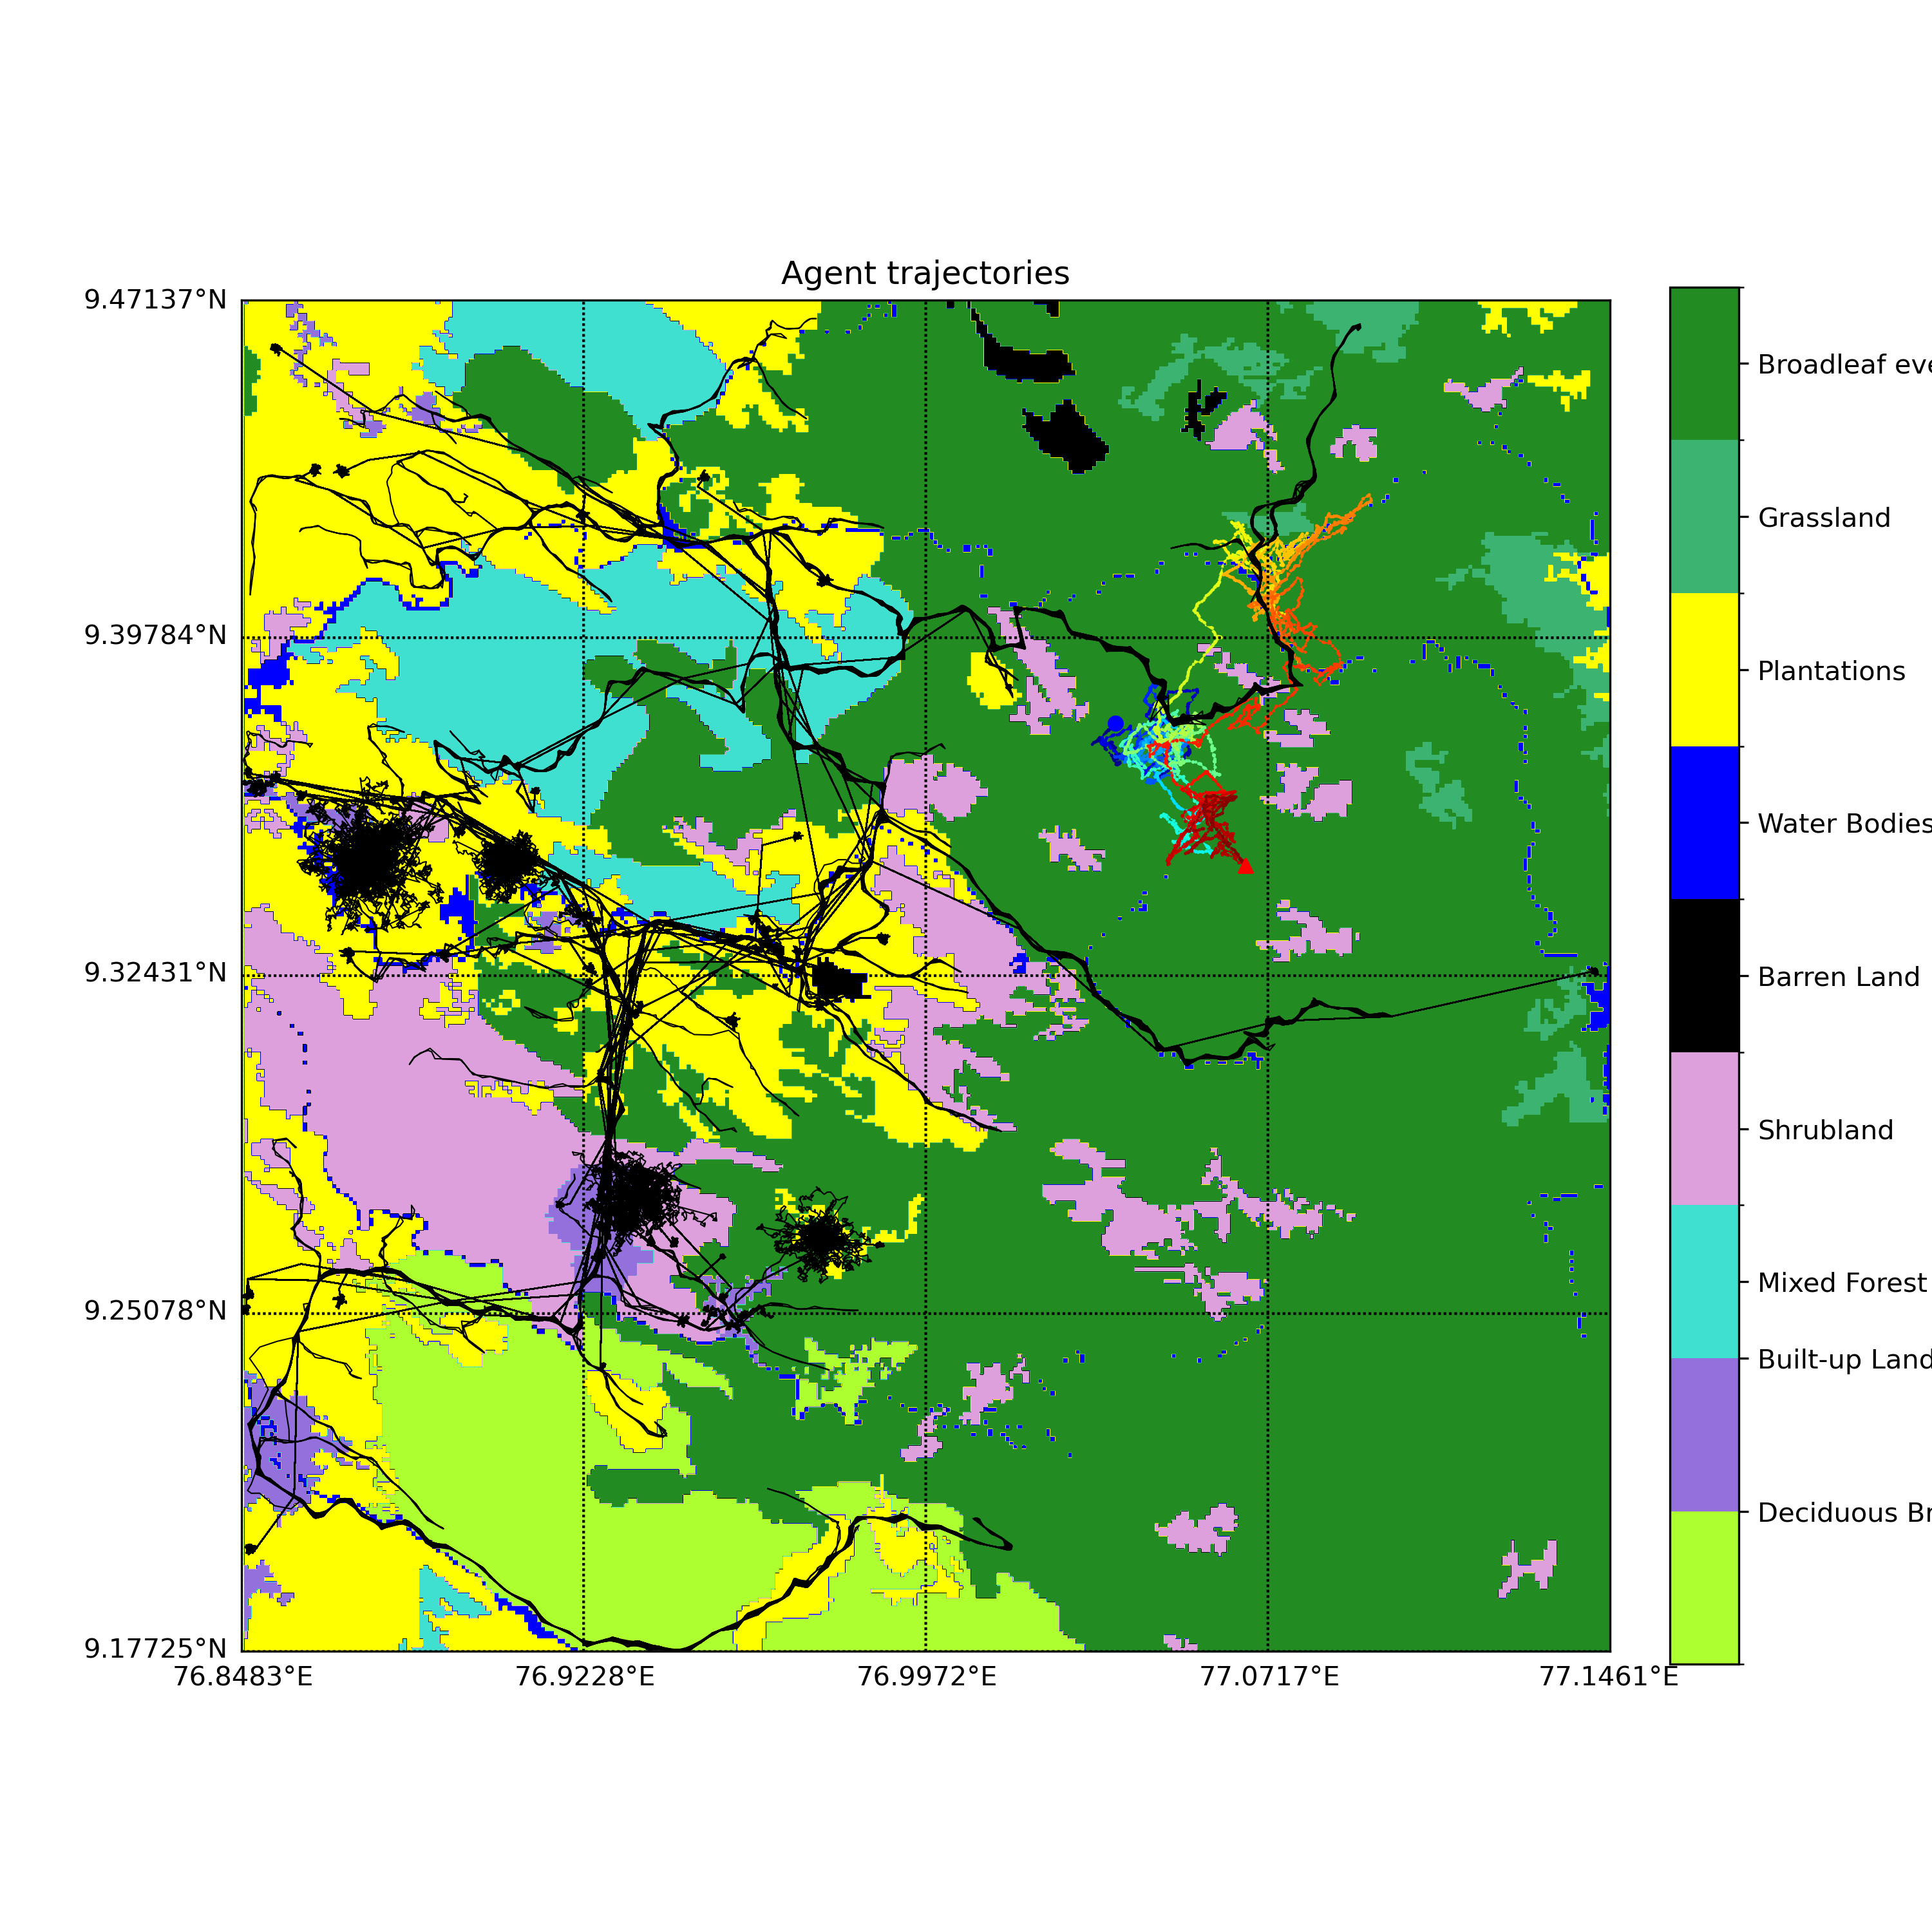 Agent trajectories
9.47137°N
9.39784°N
9.32431°N
9.25078°N
9.17725°N
76.8483°E
76.9228°E
76.9972°E
77.0717°E
77.1461°E
Broadleaf eve
Grassland
Plantations
Water Bodies
Barren Land
Shrubland
Mixed Forest
Built-up Land
Deciduous Br